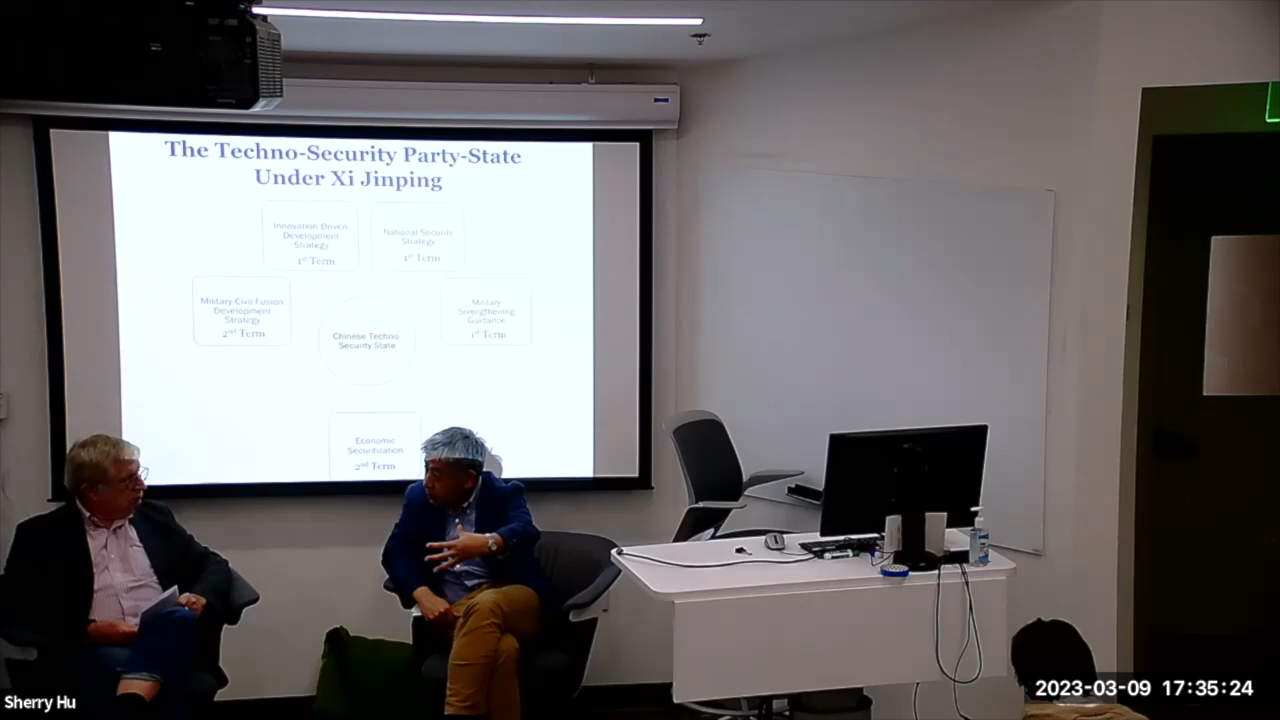 The Techno-Security Party-State
Under Xi Jinping
Innovation Driven
Development
Strategy
1st Term
National Security
Strategy
1st Term
Military Civil Fusion
Development
Strategy
2nd Term
Military
Strengthening
Guidance
1st Term
Chinese Techno-
Security State
Economic
Securitization
2nd Term
Sherry Hu
2023-03-09 17:35:24